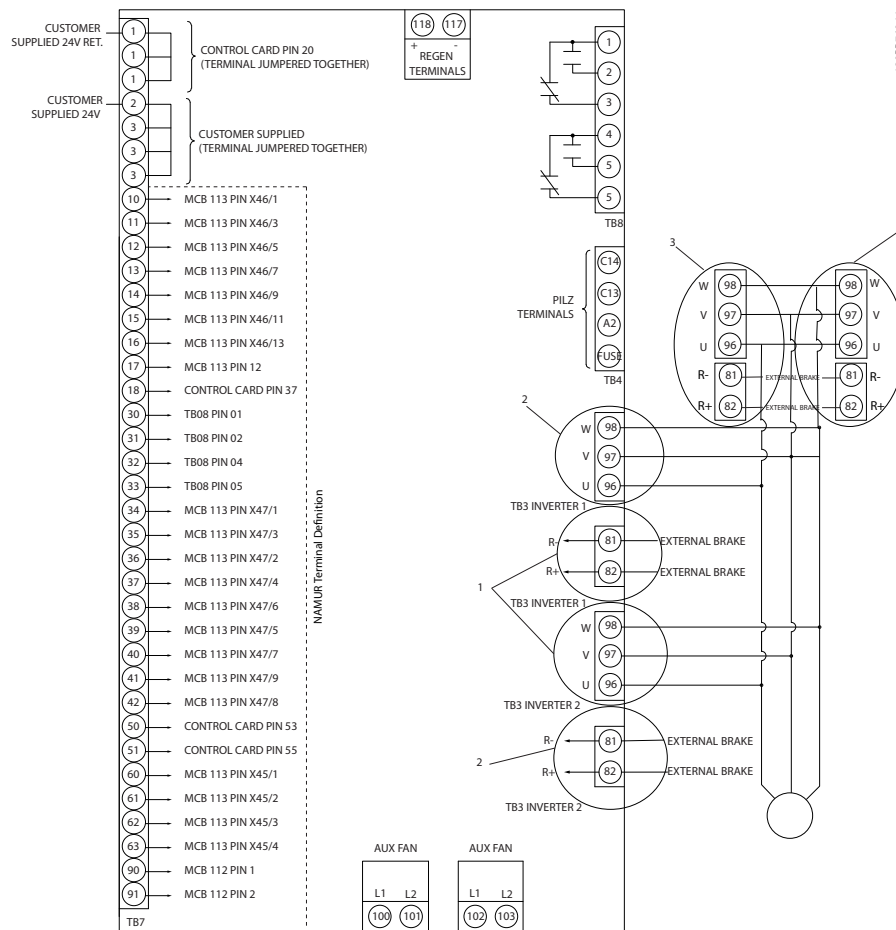 CUSTOMER
SUPPLIED 24V RET.
1
1
1
CONTROL CARD PIN 20
(TERMINAL JUMPERED TOGETHER)
CUSTOMER
SUPPLIED 24V
2
3
3
3
CUSTOMER SUPPLIED
(TERMINAL JUMPERED TOGETHER)
10 MCB 113 PIN X46/1
11 MCB 113 PIN X46/3
12 MCB 113 PIN X46/5
13 MCB 113 PIN X46/7
14 MCB 113 PIN X46/9
15 MCB 113 PIN X46/11
16 MCB 113 PIN X46/13
17 MCB 113 PIN 12
18 CONTROL CARD PIN 37
30 TB08 PIN 01
31 TB08 PIN 02
32 TB08 PIN 04
33 TB08 PIN 05
34 MCB 113 PIN X47/1
35 MCB 113 PIN X47/3
36 MCB 113 PIN X47/2
37 MCB 113 PIN X47/4
38 MCB 113 PIN X47/6
39 MCB 113 PIN X47/5
40 MCB 113 PIN X47/7
41 MCB 113 PIN X47/9
42 MCB 113 PIN X47/8
50 CONTROL CARD PIN 53
51 CONTROL CARD PIN 55
60 MCB 113 PIN X45/1
61 MCB 113 PIN X45/2
62 MCB 113 PIN X45/3
63 MCB 113 PIN X45/4
90 MCB 112 PIN 1
91 MCB 112 PIN 2
TB7
NAMUR Terminal Definition
118 117
+ -
REGEN
TERMINALS
1
2
3
4
5
5
TB8
PILZ
TERMINALS
C14
C13
A2
FUSE
TB4
2
W 98
V 97
U 96
TB3 INVERTER 1
1
R- 81 EXTERNAL BRAKE
R+ 82 EXTERNAL BRAKE
TB3 INVERTER 1
W 98
V 97
U 96
TB3 INVERTER 2
2
R- 81 EXTERNAL BRAKE
R+ 82 EXTERNAL BRAKE
TB3 INVERTER 2
3
W 98 98 W
V 97 97 V
U 96 96 U
R- 81 EXTERNAL BRAKE 81 R-
R+ 82 EXTERNAL BRAKE 82 R+
AUX FAN
L1 L2
100 101
AUX FAN
L1 L2
102 103